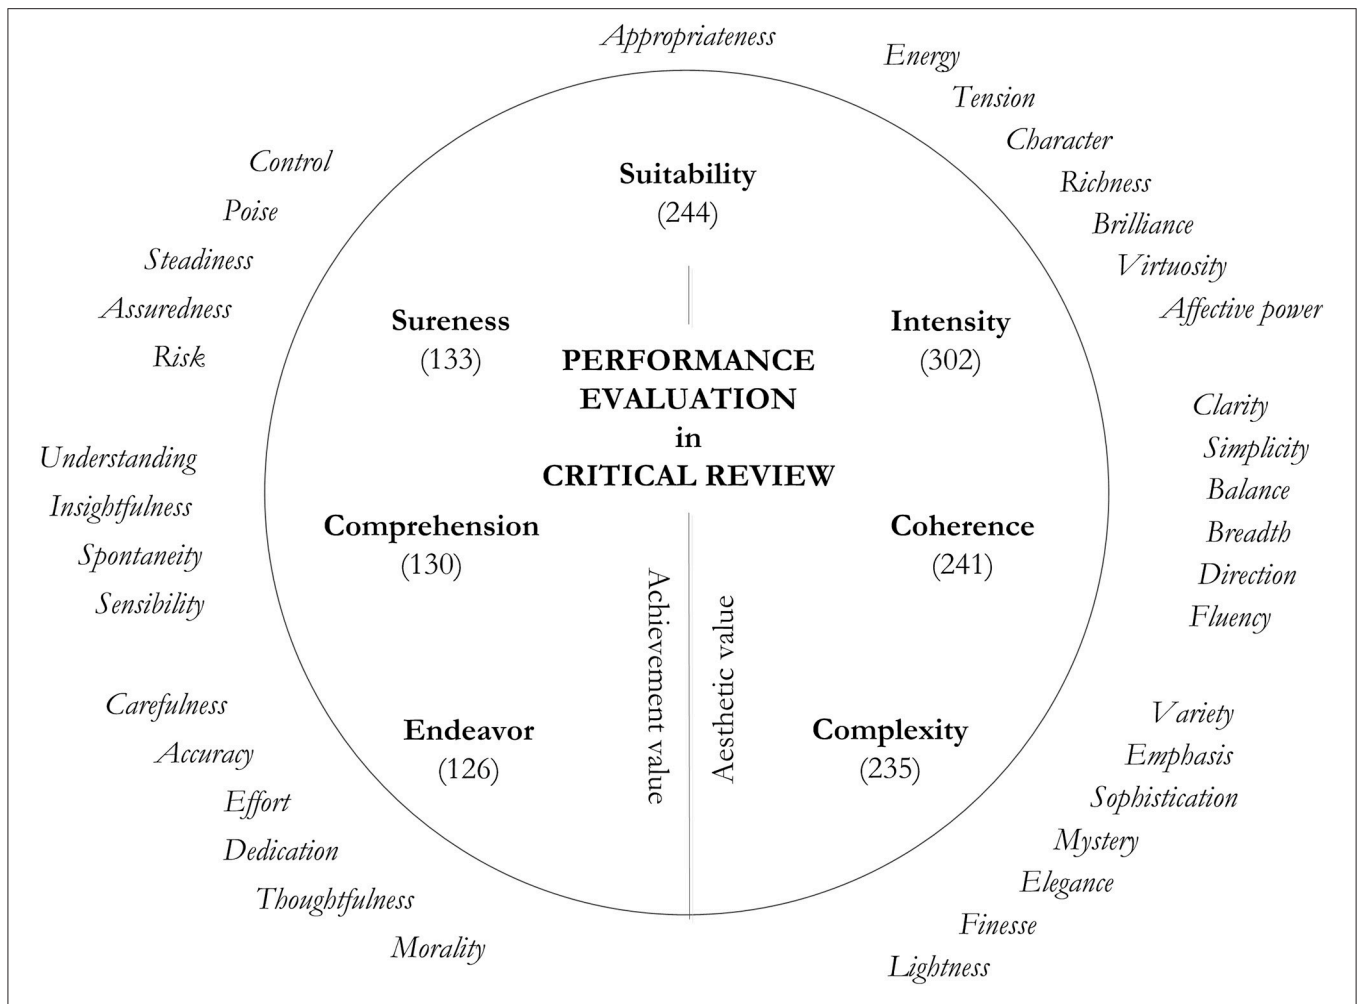 Appropriateness
Energy
Tension
Character
Richness
Brilliance
Virtuosity
Affective power
Control
Poise
Steadiness
Assuredness
Risk
Suitability
(244)
Sureness
(133)
Intensity
(302)
PERFORMANCE
EVALUATION
in
CRITICAL REVIEW
Clarity
Simplicity
Balance
Breadth
Direction
Fluency
Understanding
Insightfulness
Spontaneity
Sensibility
Comprehension
(130)
Coherence
(241)
Achievement value
Aesthetic value
Carefulness
Accuracy
Effort
Dedication
Thoughtfulness
Morality
Endeavor
(126)
Complexity
(235)
Variety
Emphasis
Sophistication
Mystery
Elegance
Finesse
Lightness